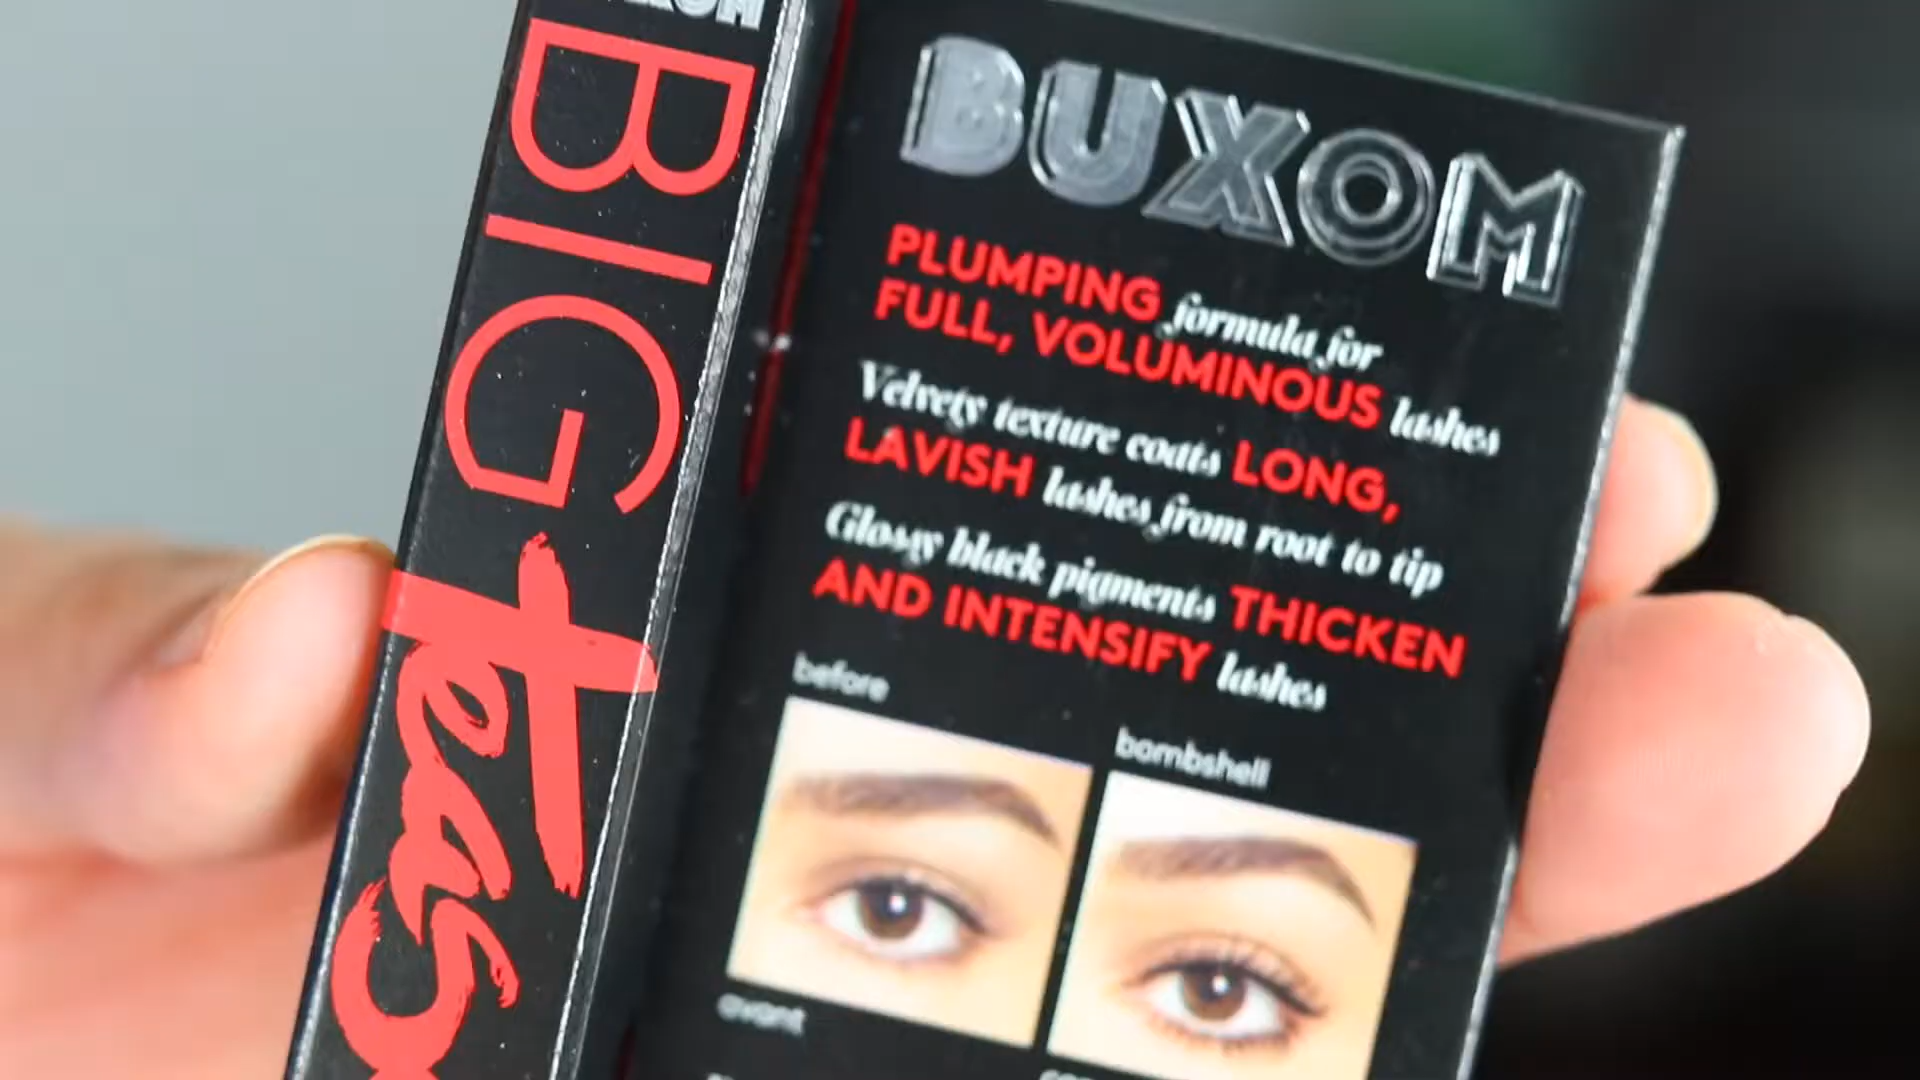 BIG
teas
BUXOM
PLUMPING formula for
FULL, VOLUMINOUS lashes
Velvety texture coats LONG,
LAVISH lashes from root to tip
Glossy black pigments THICKEN
AND INTENSIFY lashes
before
bombshell
avant